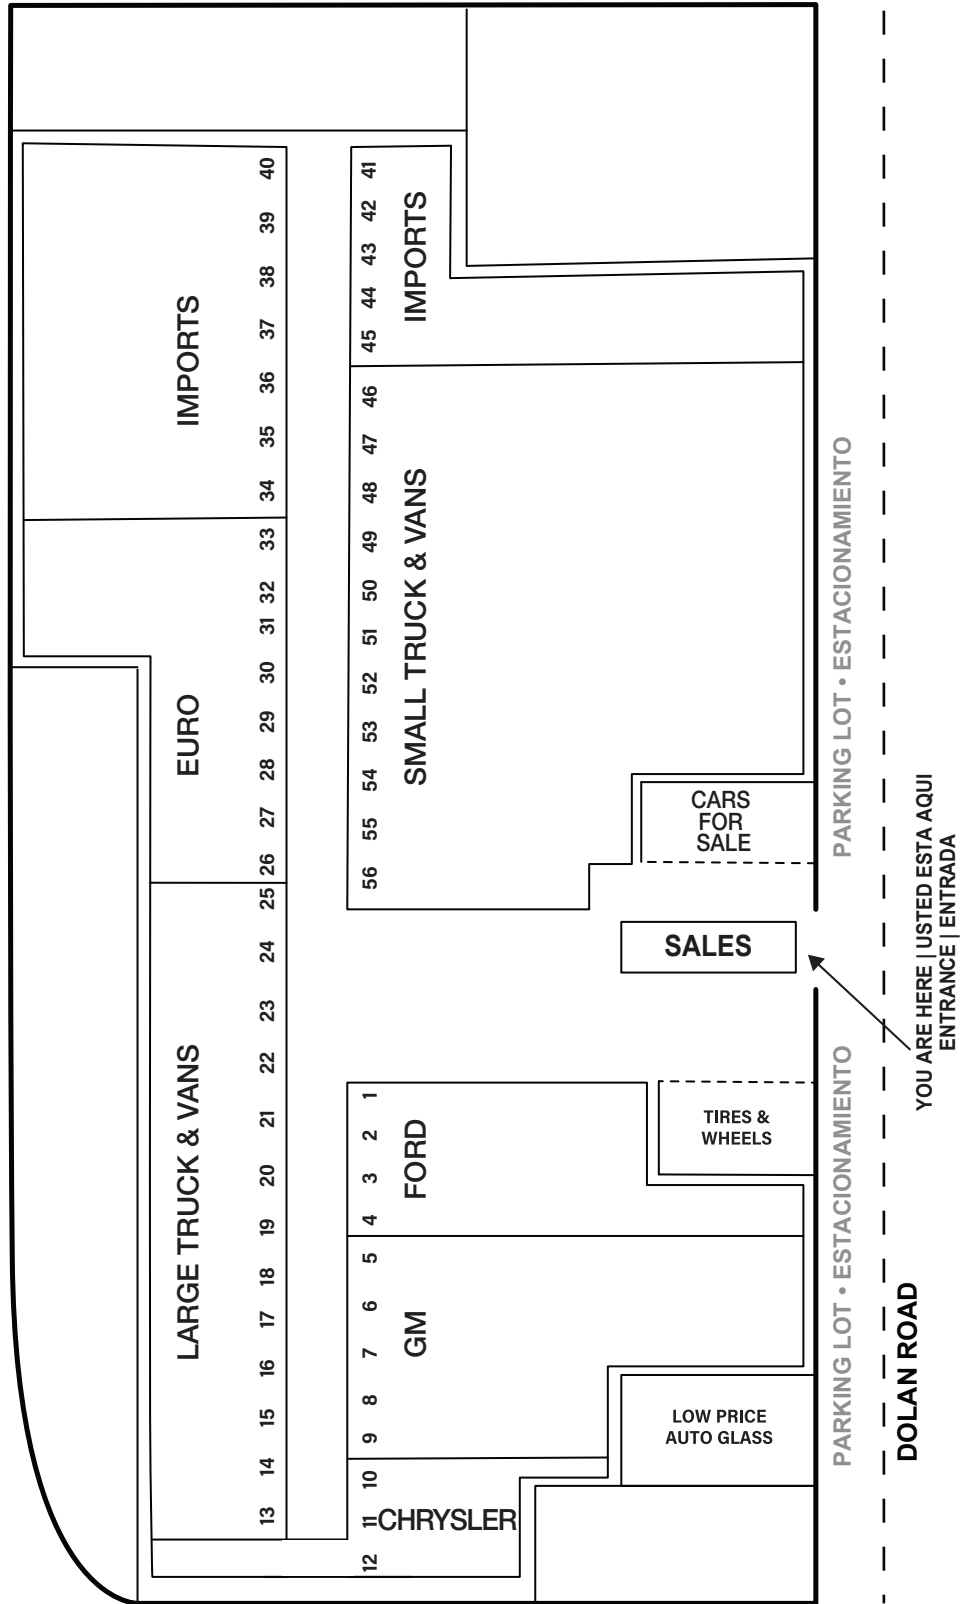 40
39
38
37
36
35
34
IMPORTS
33
32
31
30
29
28
27
26
EURO
25
24
23
22
21
20
19
18
17
16
15
14
13
LARGE TRUCK & VANS
41
42
43
44
45
IMPORTS
46
47
48
49
50
51
52
53
54
55
56
SMALL TRUCK & VANS
CARS
FOR
SALE
SALES
1
2
3
4
FORD
TIRES &
WHEELS
5
6
7
8
9
GM
LOW PRICE
AUTO GLASS
10
11
12
CHRYSLER
PARKING LOT • ESTACIONAMIENTO
PARKING LOT • ESTACIONAMIENTO
YOU ARE HERE | USTED ESTA AQUI
ENTRANCE | ENTRADA
DOLAN ROAD